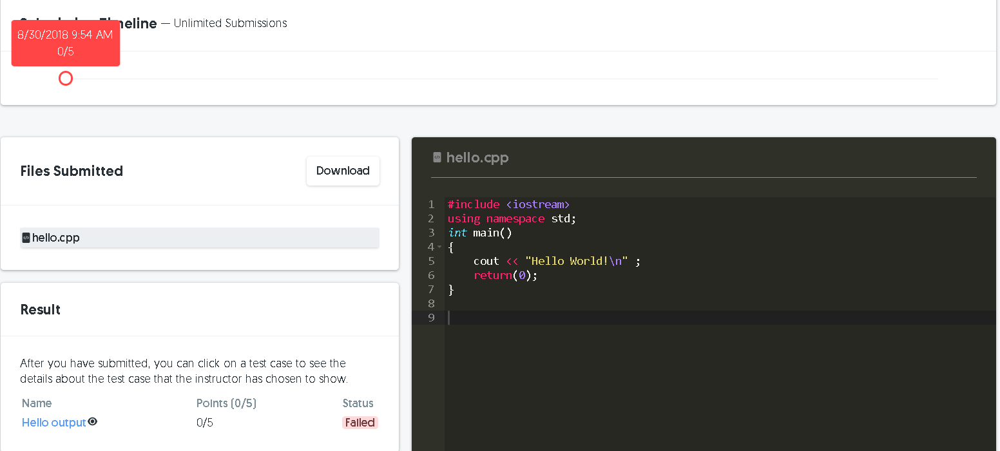 Timeline — Unlimited Submissions
8/30/2018 9:54 AM
0/5
Files Submitted
Download
hello.cpp
Result
After you have submitted, you can click on a test case to see the
details about the test case that the instructor has chosen to show.
Name Points (0/5) Status
Hello output 0/5 Failed
hello.cpp
1 #include <iostream>
2 using namespace std;
3 int main()
4 {
5     cout << "Hello World!\n" ;
6     return(0);
7 }
8
9